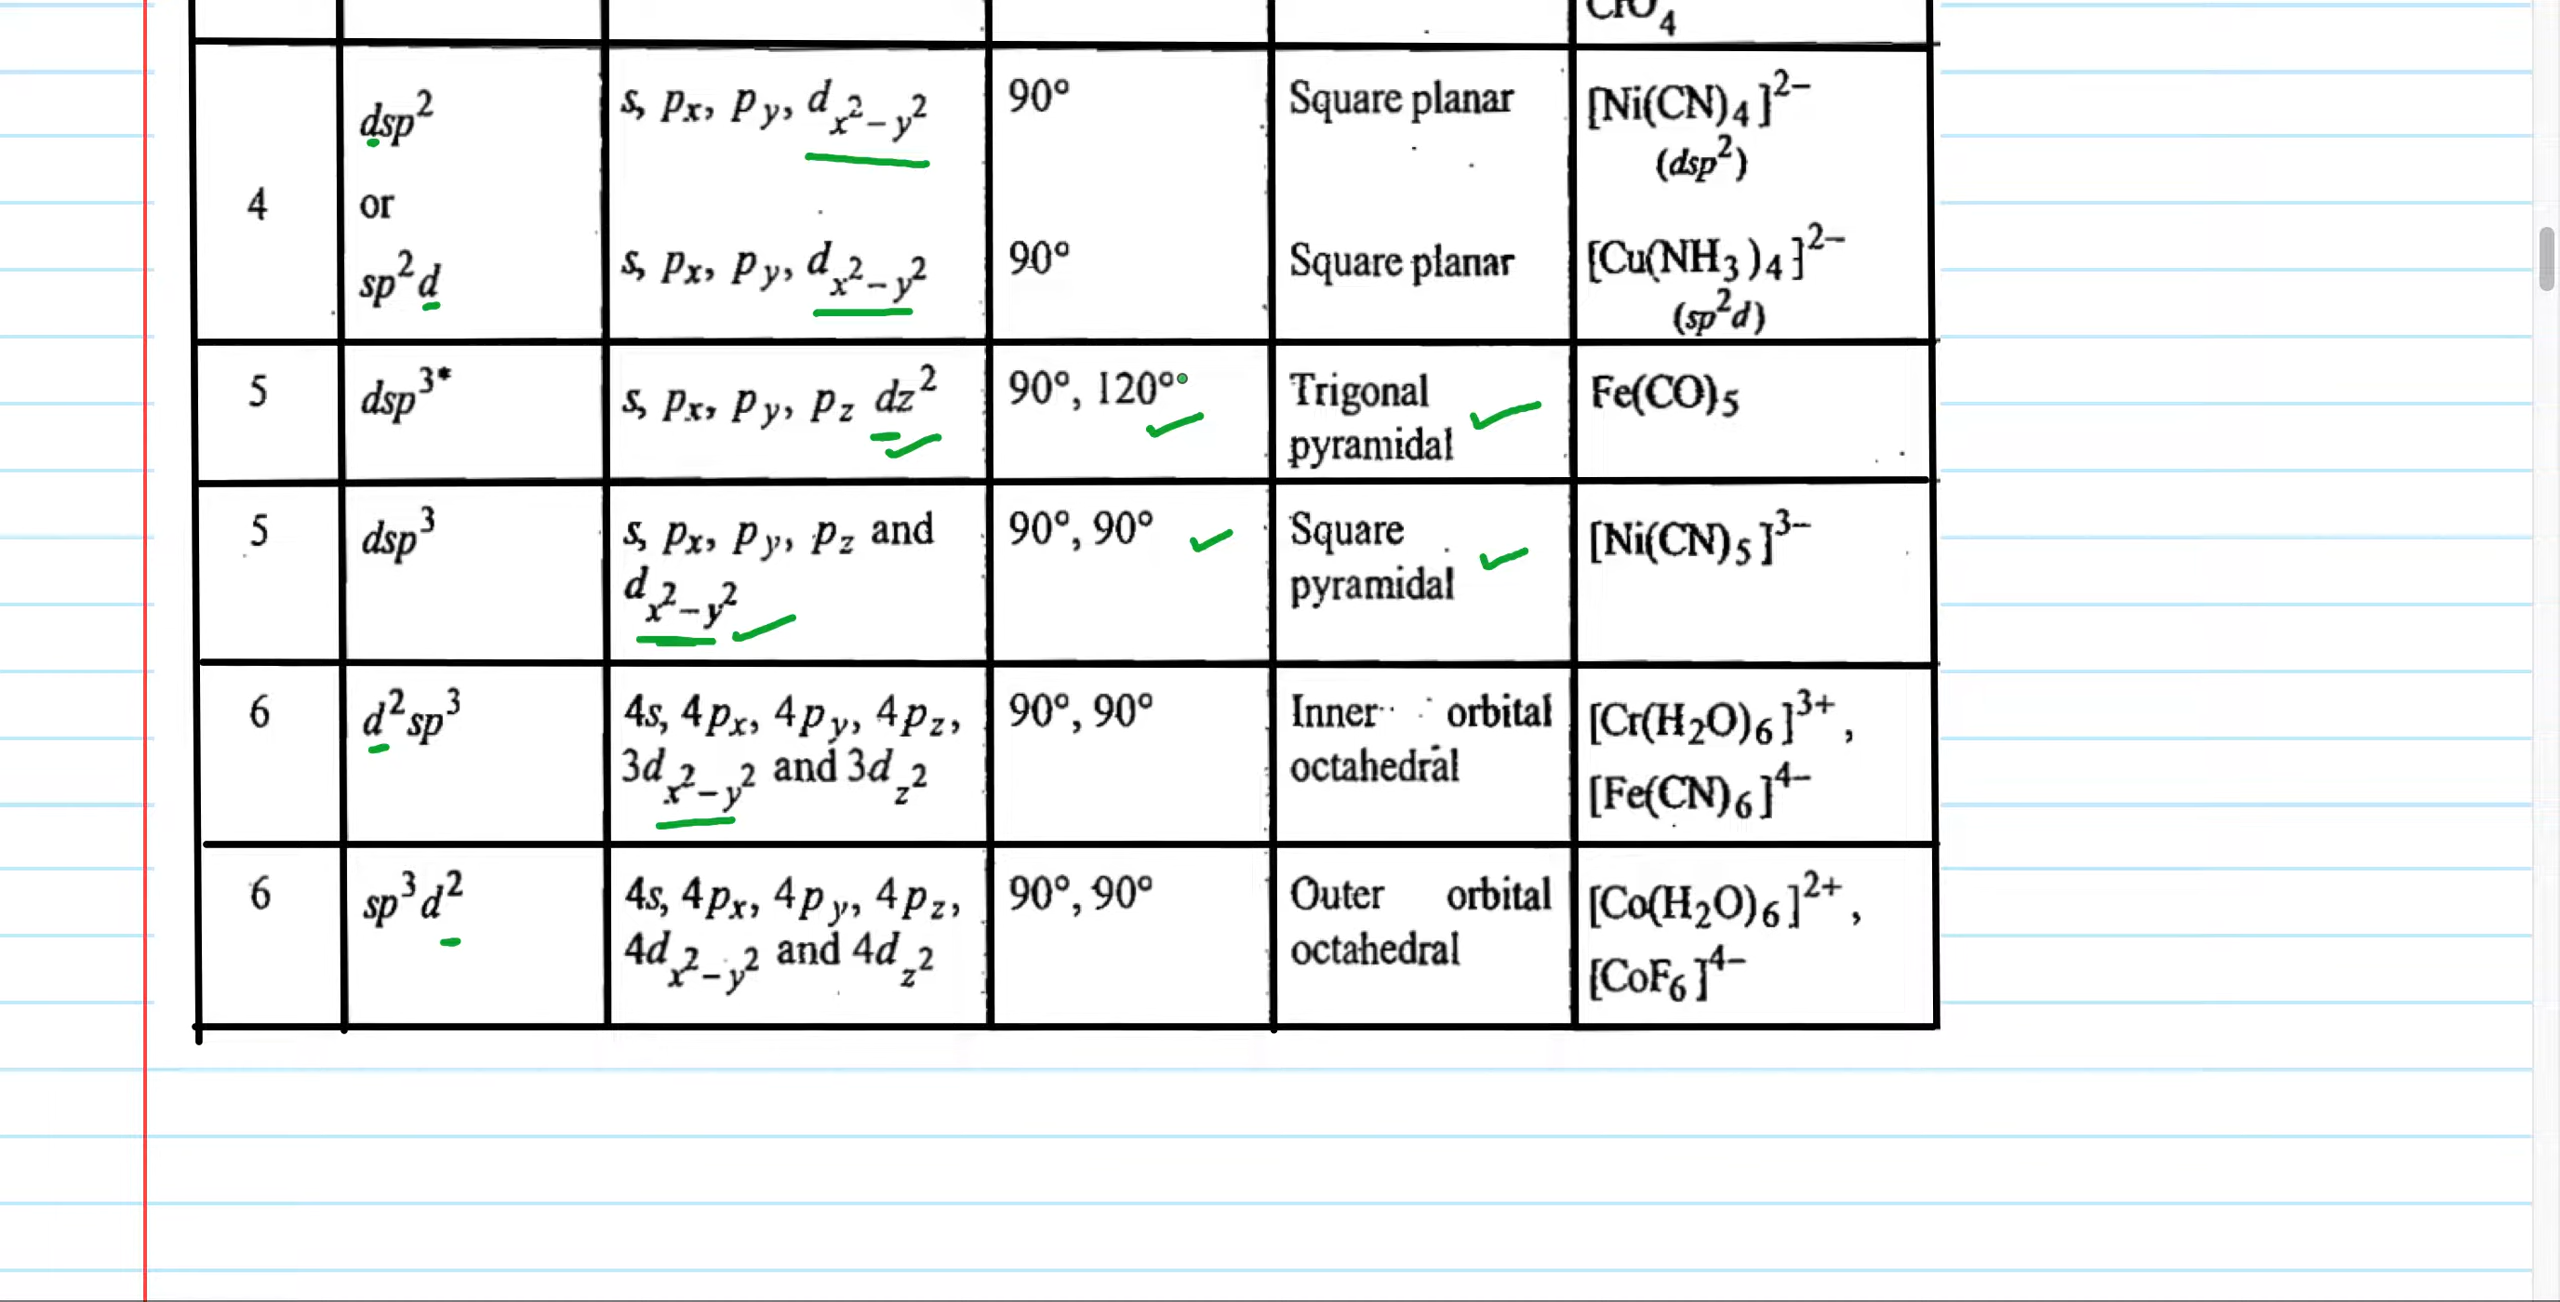 ClO4
4
dsp²
or
sp²d
s, px, py, dx²−y²
s, px, py, dx²−y²
90°
90°
Square planar
Square planar
[Ni(CN)4]²⁻
(dsp²)
[Cu(NH3)4]²⁻
(sp²d)
5 dsp³* s, px, py, pz dz² 90°, 120° Trigonal pyramidal Fe(CO)5
5 dsp³ s, px, py, pz and dx²−y² 90°, 90° Square pyramidal [Ni(CN)5]³⁻
6 d²sp³ 4s, 4px, 4py, 4pz, 90°, 90° Inner orbital [Cr(H2O)6]³⁺,
3dx²−y² and 3dz² octahedral [Fe(CN)6]⁴⁻
6 sp³d² 4s, 4px, 4py, 4pz, 90°, 90° Outer orbital [Co(H2O)6]²⁺,
4dx²−y² and 4dz² octahedral [CoF6]⁴⁻